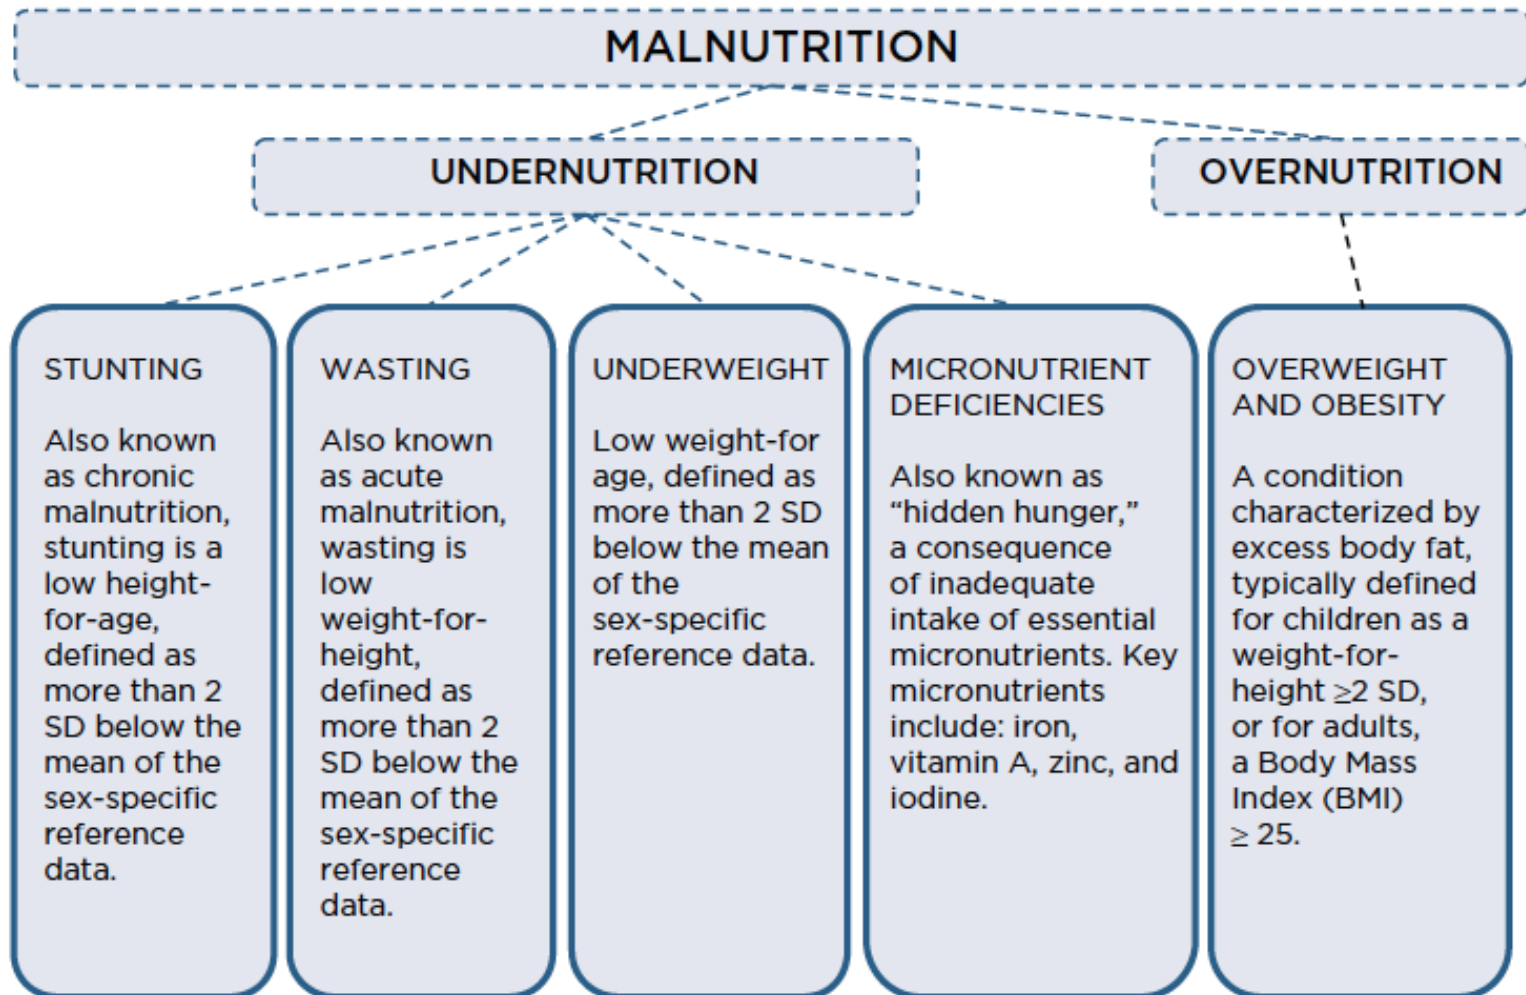 MALNUTRITION
UNDERNUTRITION
OVERNUTRITION
STUNTING
Also known
as chronic
malnutrition,
stunting is a
low height-
for-age,
defined as
more than 2
SD below the
mean of the
sex-specific
reference
data.
WASTING
Also known
as acute
malnutrition,
wasting is
low
weight-for-
height,
defined as
more than 2
SD below the
mean of the
sex-specific
reference
data.
UNDERWEIGHT
Low weight-for
age, defined as
more than 2 SD
below the mean
of the
sex-specific
reference data.
MICRONUTRIENT
DEFICIENCIES
Also known as
“hidden hunger,”
a consequence
of inadequate
intake of essential
micronutrients. Key
micronutrients
include: iron,
vitamin A, zinc, and
iodine.
OVERWEIGHT
AND OBESITY
A condition
characterized by
excess body fat,
typically defined
for children as a
weight-for-
height ≥2 SD,
or for adults,
a Body Mass
Index (BMI)
≥ 25.